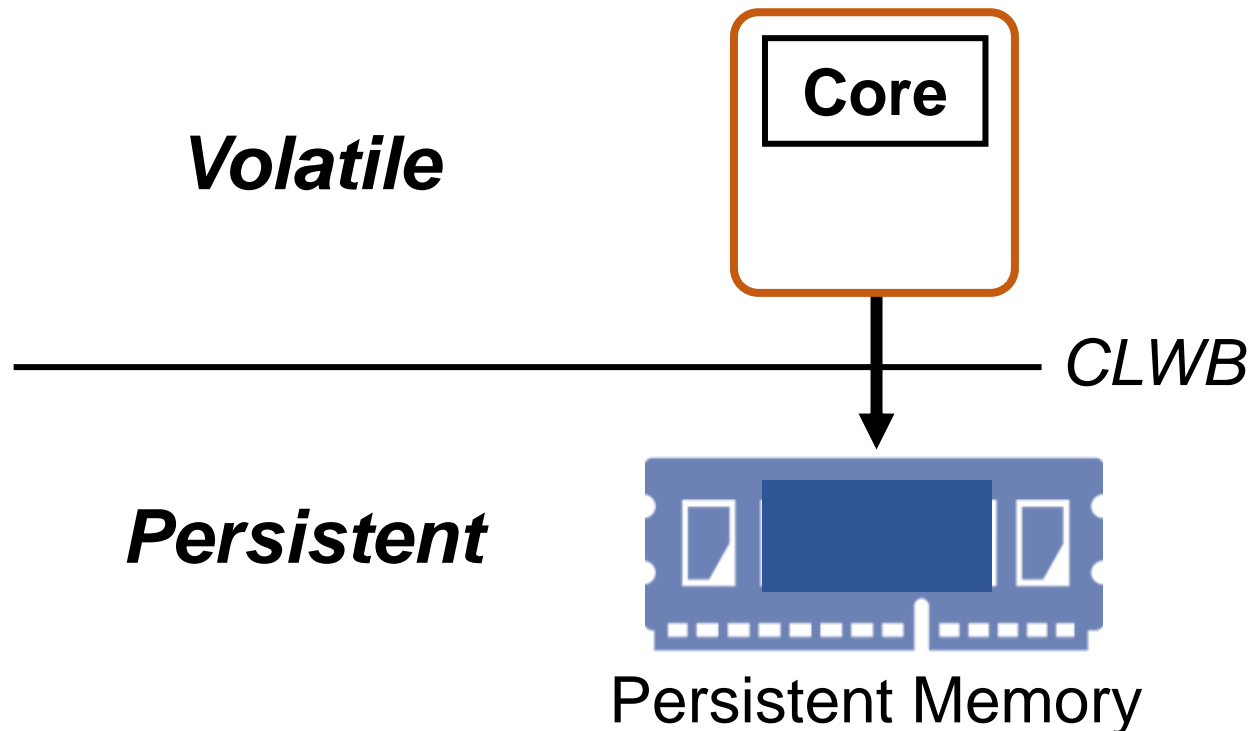 Core
Volatile
CLWB
Persistent
Persistent Memory